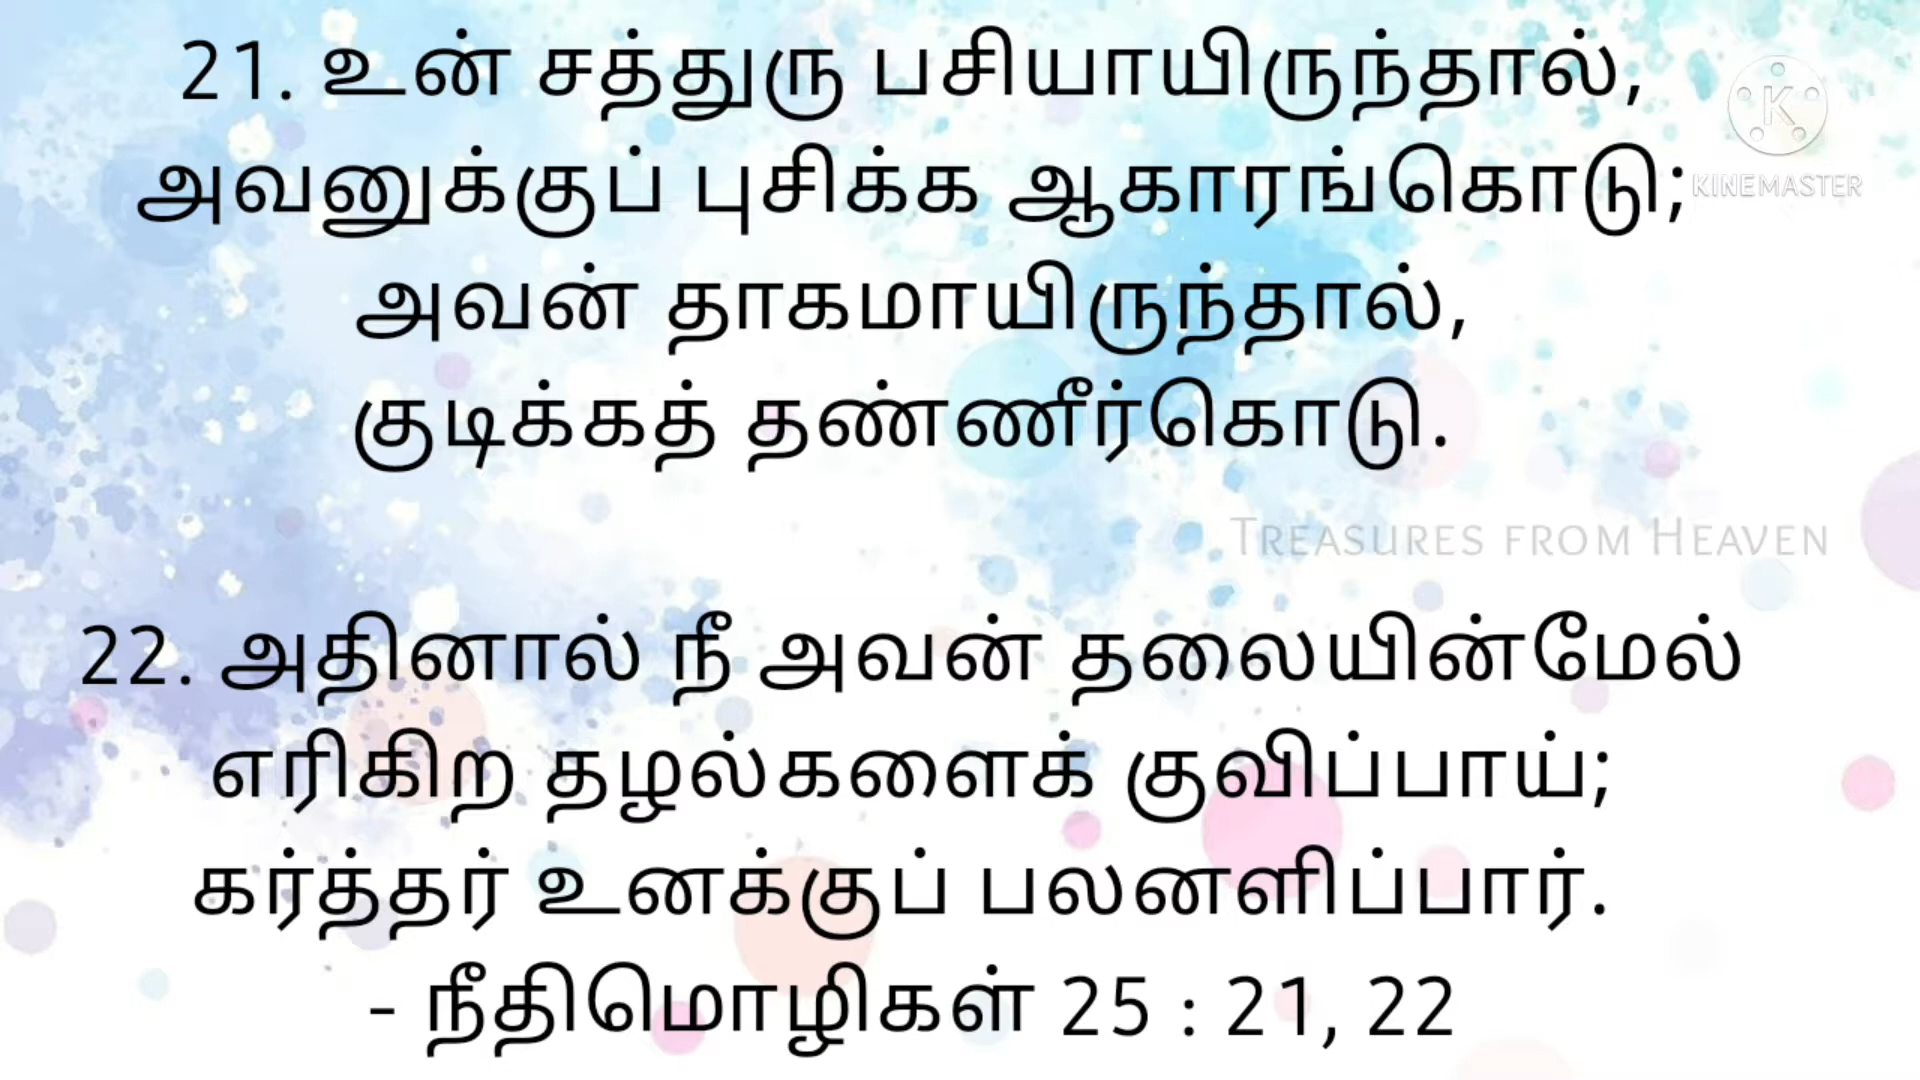 21. உன் சத்துரு பசியாயிருந்தால்,
அவனுக்குப் புசிக்க ஆகாரங்கொடு;
KINEMASTER
அவன் தாகமாயிருந்தால்,
குடிக்கத் தண்ணீர்கொடு.
TREASURES FROM HEAVEN
22. அதினால் நீ அவன் தலையின்மேல்
எரிகிற தழல்களைக் குவிப்பாய்;
கர்த்தர் உனக்குப் பலனளிப்பார்.
- நீதிமொழிகள் 25 : 21, 22